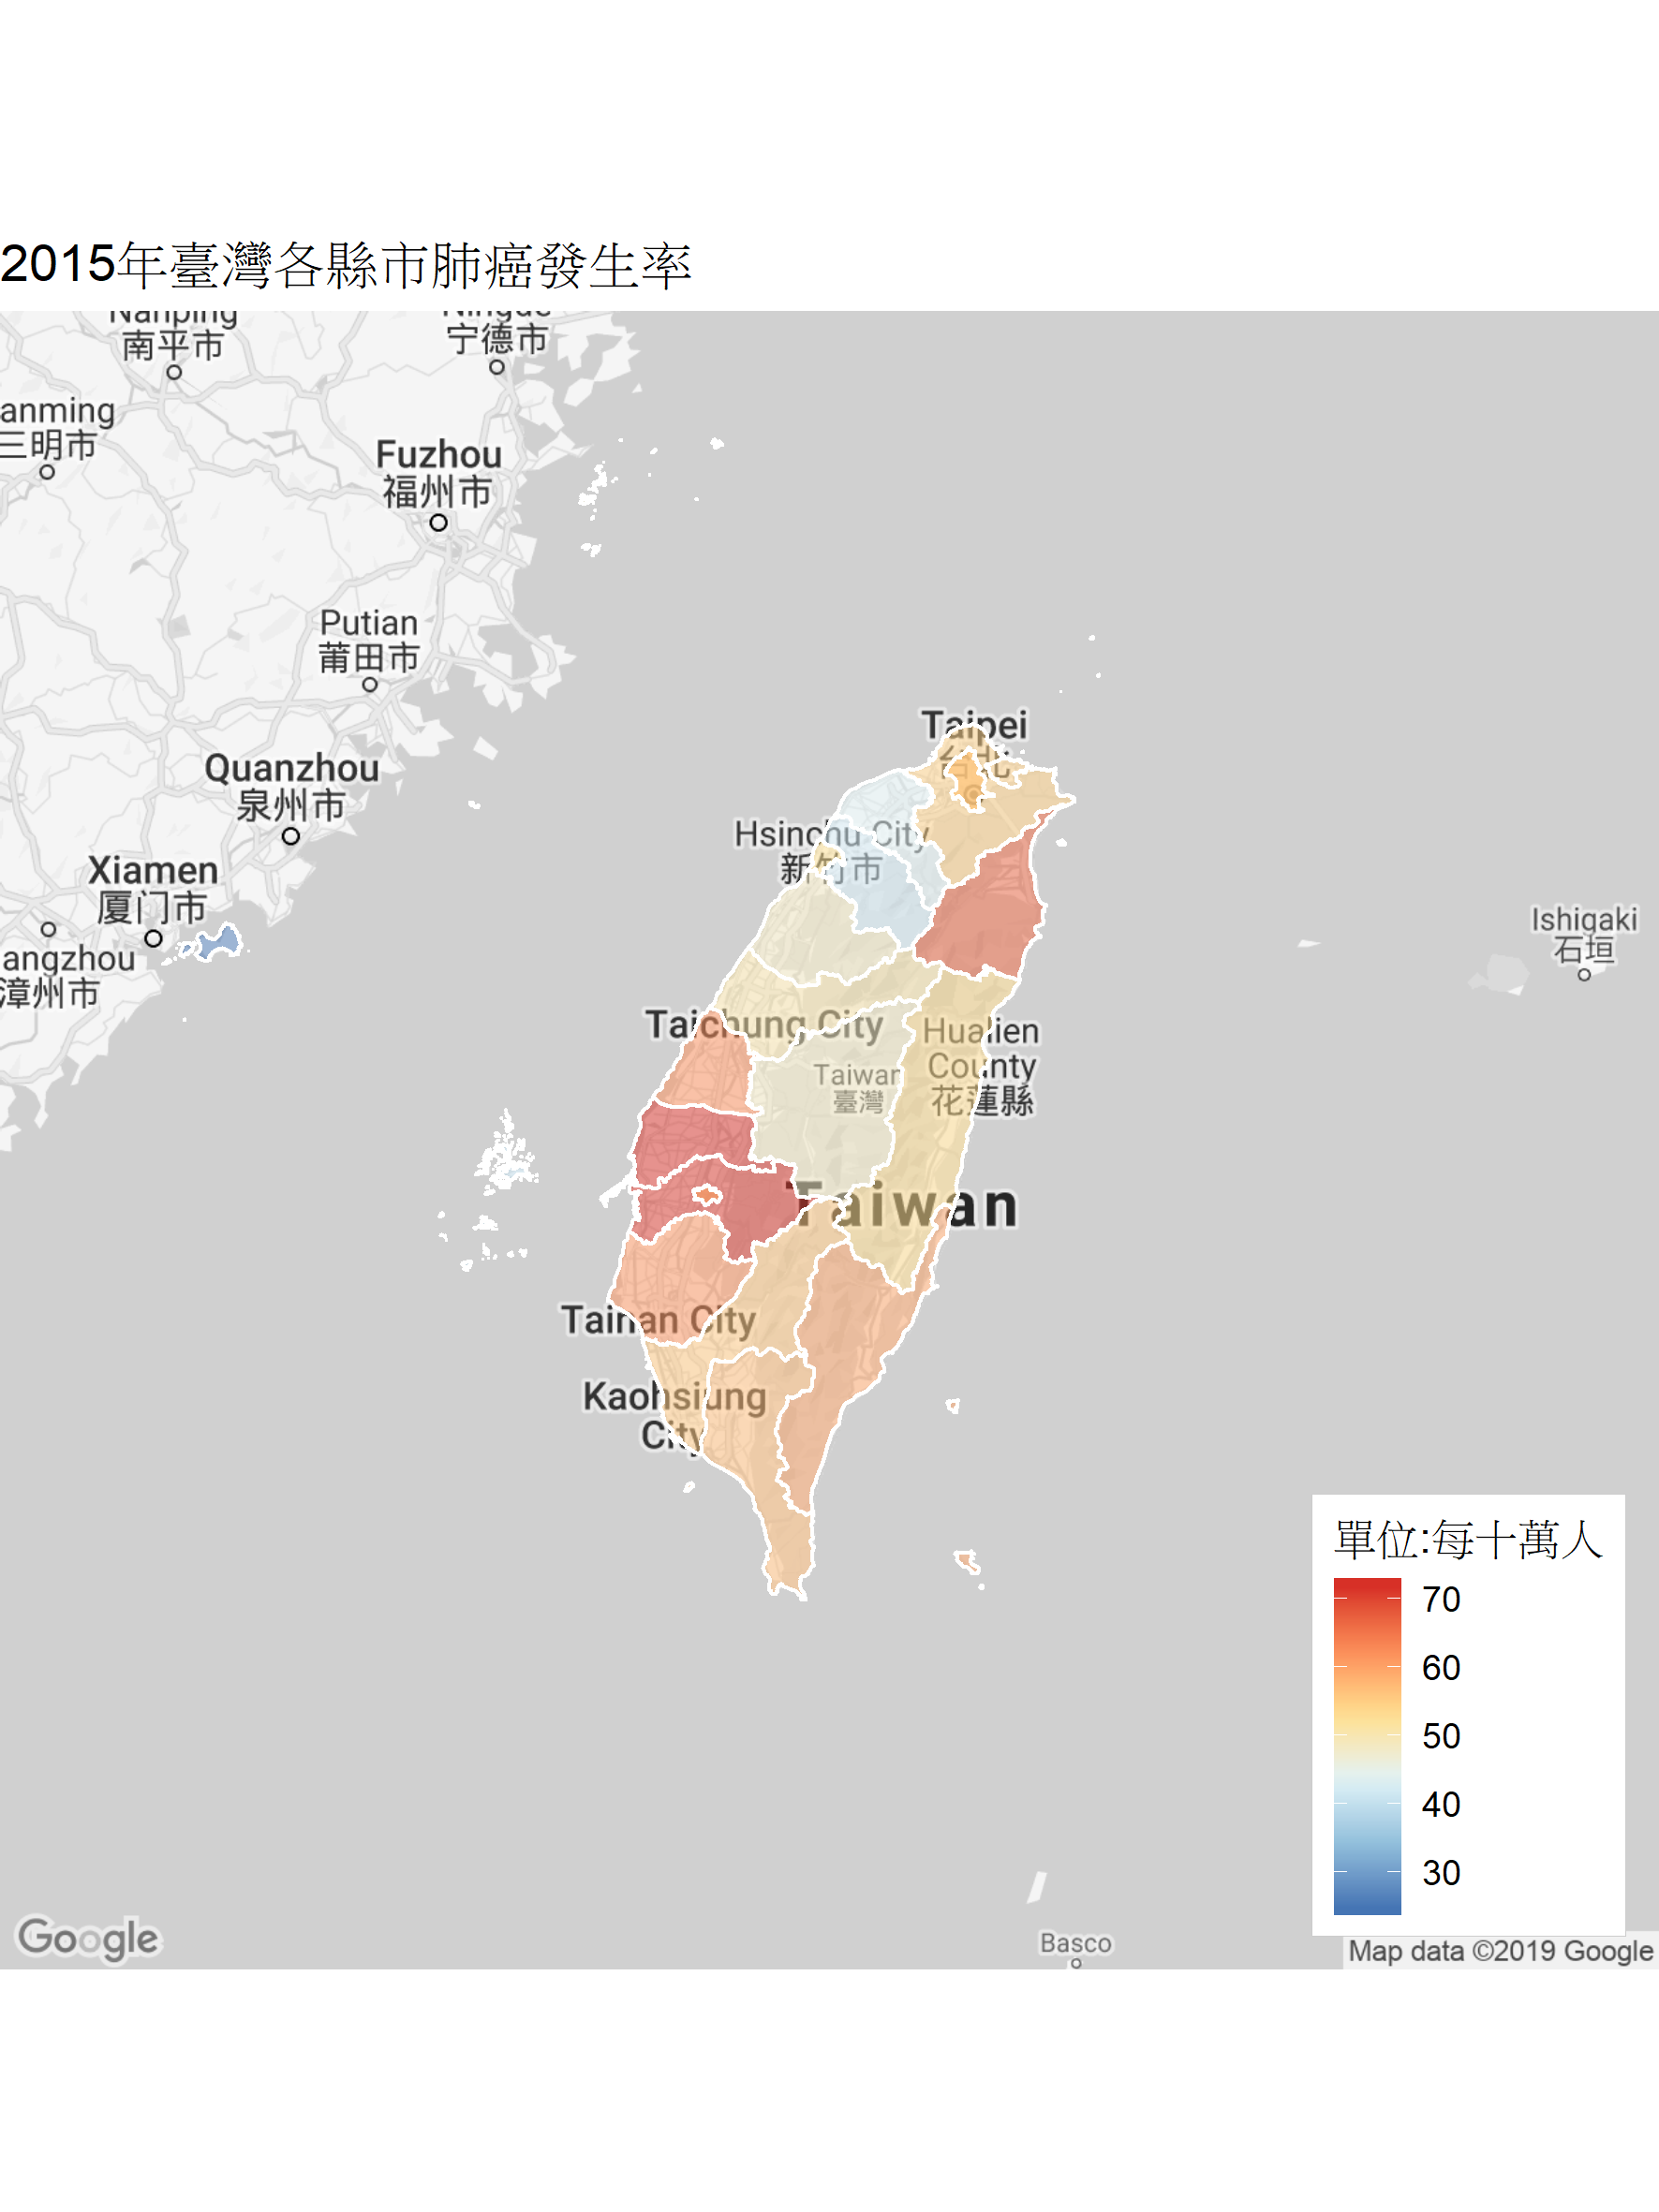 2015年臺灣各縣市肺癌發生率
Nanping
南平市
Ningde
宁德市
anming
三明市
Fuzhou
福州市
Putian
莆田市
Quanzhou
泉州市
Xiamen
厦门市
angzhou
漳州市
Taipei
台北
Hsinchu City
新竹市
Ishigaki
石垣
Taichung City
Hualien
County
花蓮縣
Taiwan
臺灣
Taiwan
Tainan City
Kaohsiung
City
單位:每十萬人
70
60
50
40
30
Basco
Google
Map data ©2019 Google